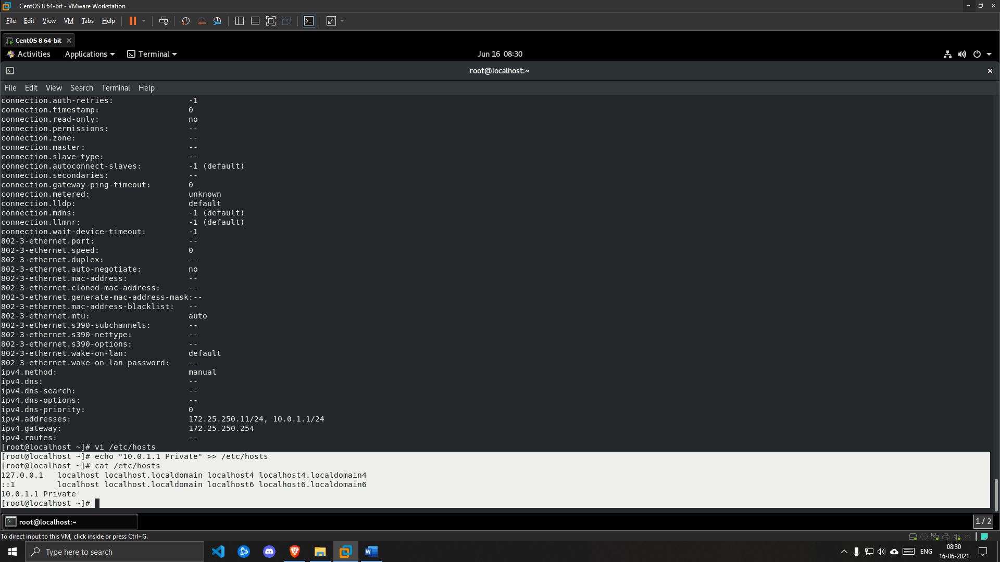 CentOS 8 64-bit - VMware Workstation
File Edit View VM Tabs Help
CentOS 8 64-bit
Activities Applications Terminal Jun 16 08:30
root@localhost:~
File Edit View Search Terminal Help
connection.auth-retries: -1
connection.timestamp: 0
connection.read-only: no
connection.permissions: --
connection.zone: --
connection.master: --
connection.slave-type: --
connection.autoconnect-slaves: -1 (default)
connection.secondaries: --
connection.gateway-ping-timeout: 0
connection.metered: unknown
connection.lldp: default
connection.mdns: -1 (default)
connection.llmnr: -1 (default)
connection.wait-device-timeout: -1
802-3-ethernet.port: --
802-3-ethernet.speed: 0
802-3-ethernet.duplex: --
802-3-ethernet.auto-negotiate: no
802-3-ethernet.mac-address: --
802-3-ethernet.cloned-mac-address: --
802-3-ethernet.generate-mac-address-mask:--
802-3-ethernet.mac-address-blacklist: --
802-3-ethernet.mtu: auto
802-3-ethernet.s390-subchannels: --
802-3-ethernet.s390-nettype: --
802-3-ethernet.s390-options: --
802-3-ethernet.wake-on-lan: default
802-3-ethernet.wake-on-lan-password: --
ipv4.method: manual
ipv4.dns: --
ipv4.dns-search: --
ipv4.dns-options: --
ipv4.dns-priority: 0
ipv4.addresses: 172.25.250.11/24, 10.0.1.1/24
ipv4.gateway: 172.25.250.254
ipv4.routes: --
[root@localhost ~]# vi /etc/hosts
[root@localhost ~]# echo "10.0.1.1 Private" >> /etc/hosts
[root@localhost ~]# cat /etc/hosts
127.0.0.1 localhost localhost.localdomain localhost4 localhost4.localdomain4
::1 localhost localhost.localdomain localhost6 localhost6.localdomain6
10.0.1.1 Private
[root@localhost ~]#
root@localhost:~ 1 / 2
To direct input to this VM, click inside or press Ctrl+G.
Type here to search
ENG
08:30
16-06-2021